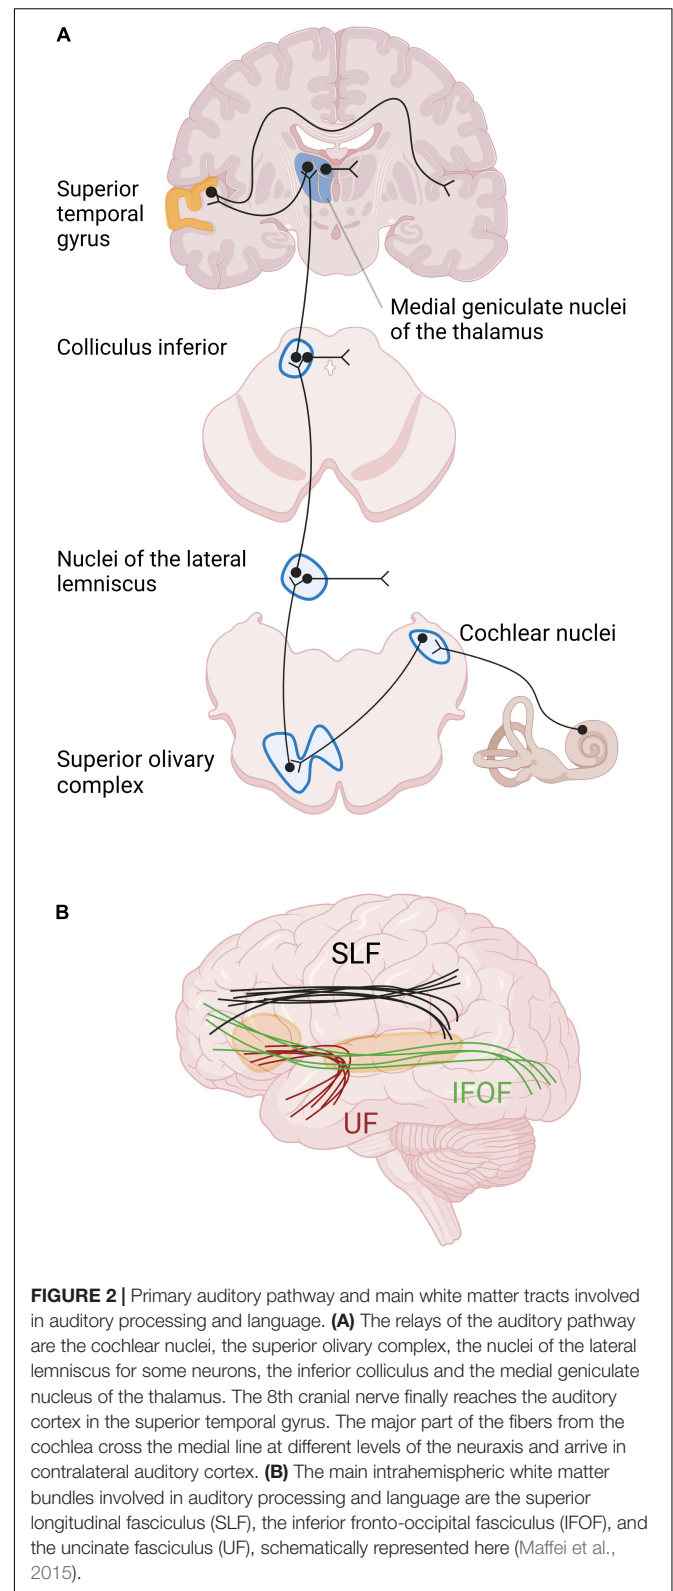 A
Superior
temporal
gyrus
Medial geniculate nuclei
of the thalamus
Colliculus inferior
Nuclei of the lateral
lemniscus
Cochlear nuclei
Superior olivary
complex
B
SLF
IFOF
UF
FIGURE 2 | Primary auditory pathway and main white matter tracts involved
in auditory processing and language. (A) The relays of the auditory pathway
are the cochlear nuclei, the superior olivary complex, the nuclei of the lateral
lemniscus for some neurons, the inferior colliculus and the medial geniculate
nucleus of the thalamus. The 8th cranial nerve finally reaches the auditory
cortex in the superior temporal gyrus. The major part of the fibers from the
cochlea cross the medial line at different levels of the neuraxis and arrive in
contralateral auditory cortex. (B) The main intrahemispheric white matter
bundles involved in auditory processing and language are the superior
longitudinal fasciculus (SLF), the inferior fronto-occipital fasciculus (IFOF), and
the uncinate fasciculus (UF), schematically represented here (Maffei et al.,
2015).